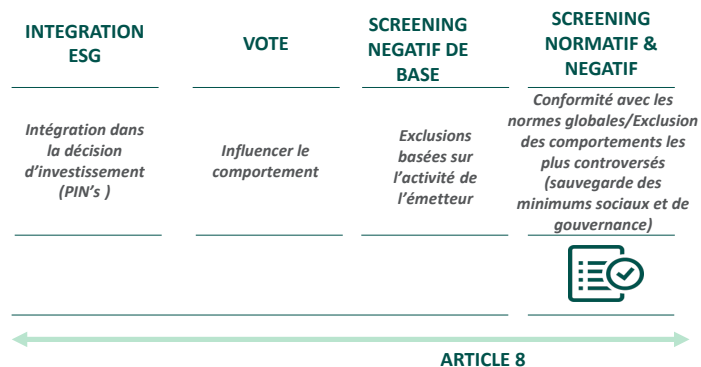 INTEGRATION
ESG
VOTE
SCREENING
NEGATIF DE
BASE
SCREENING
NORMATIF &
NEGATIF
Intégration dans
la décision
d'investissement
(PIN's )
Influencer le
comportement
Exclusions
basées sur
l'activité de
l'émetteur
Conformité avec les
normes globales/Exclusion
des comportements les
plus controversés
(sauvegarde des
minimums sociaux et de
gouvernance)
ARTICLE 8